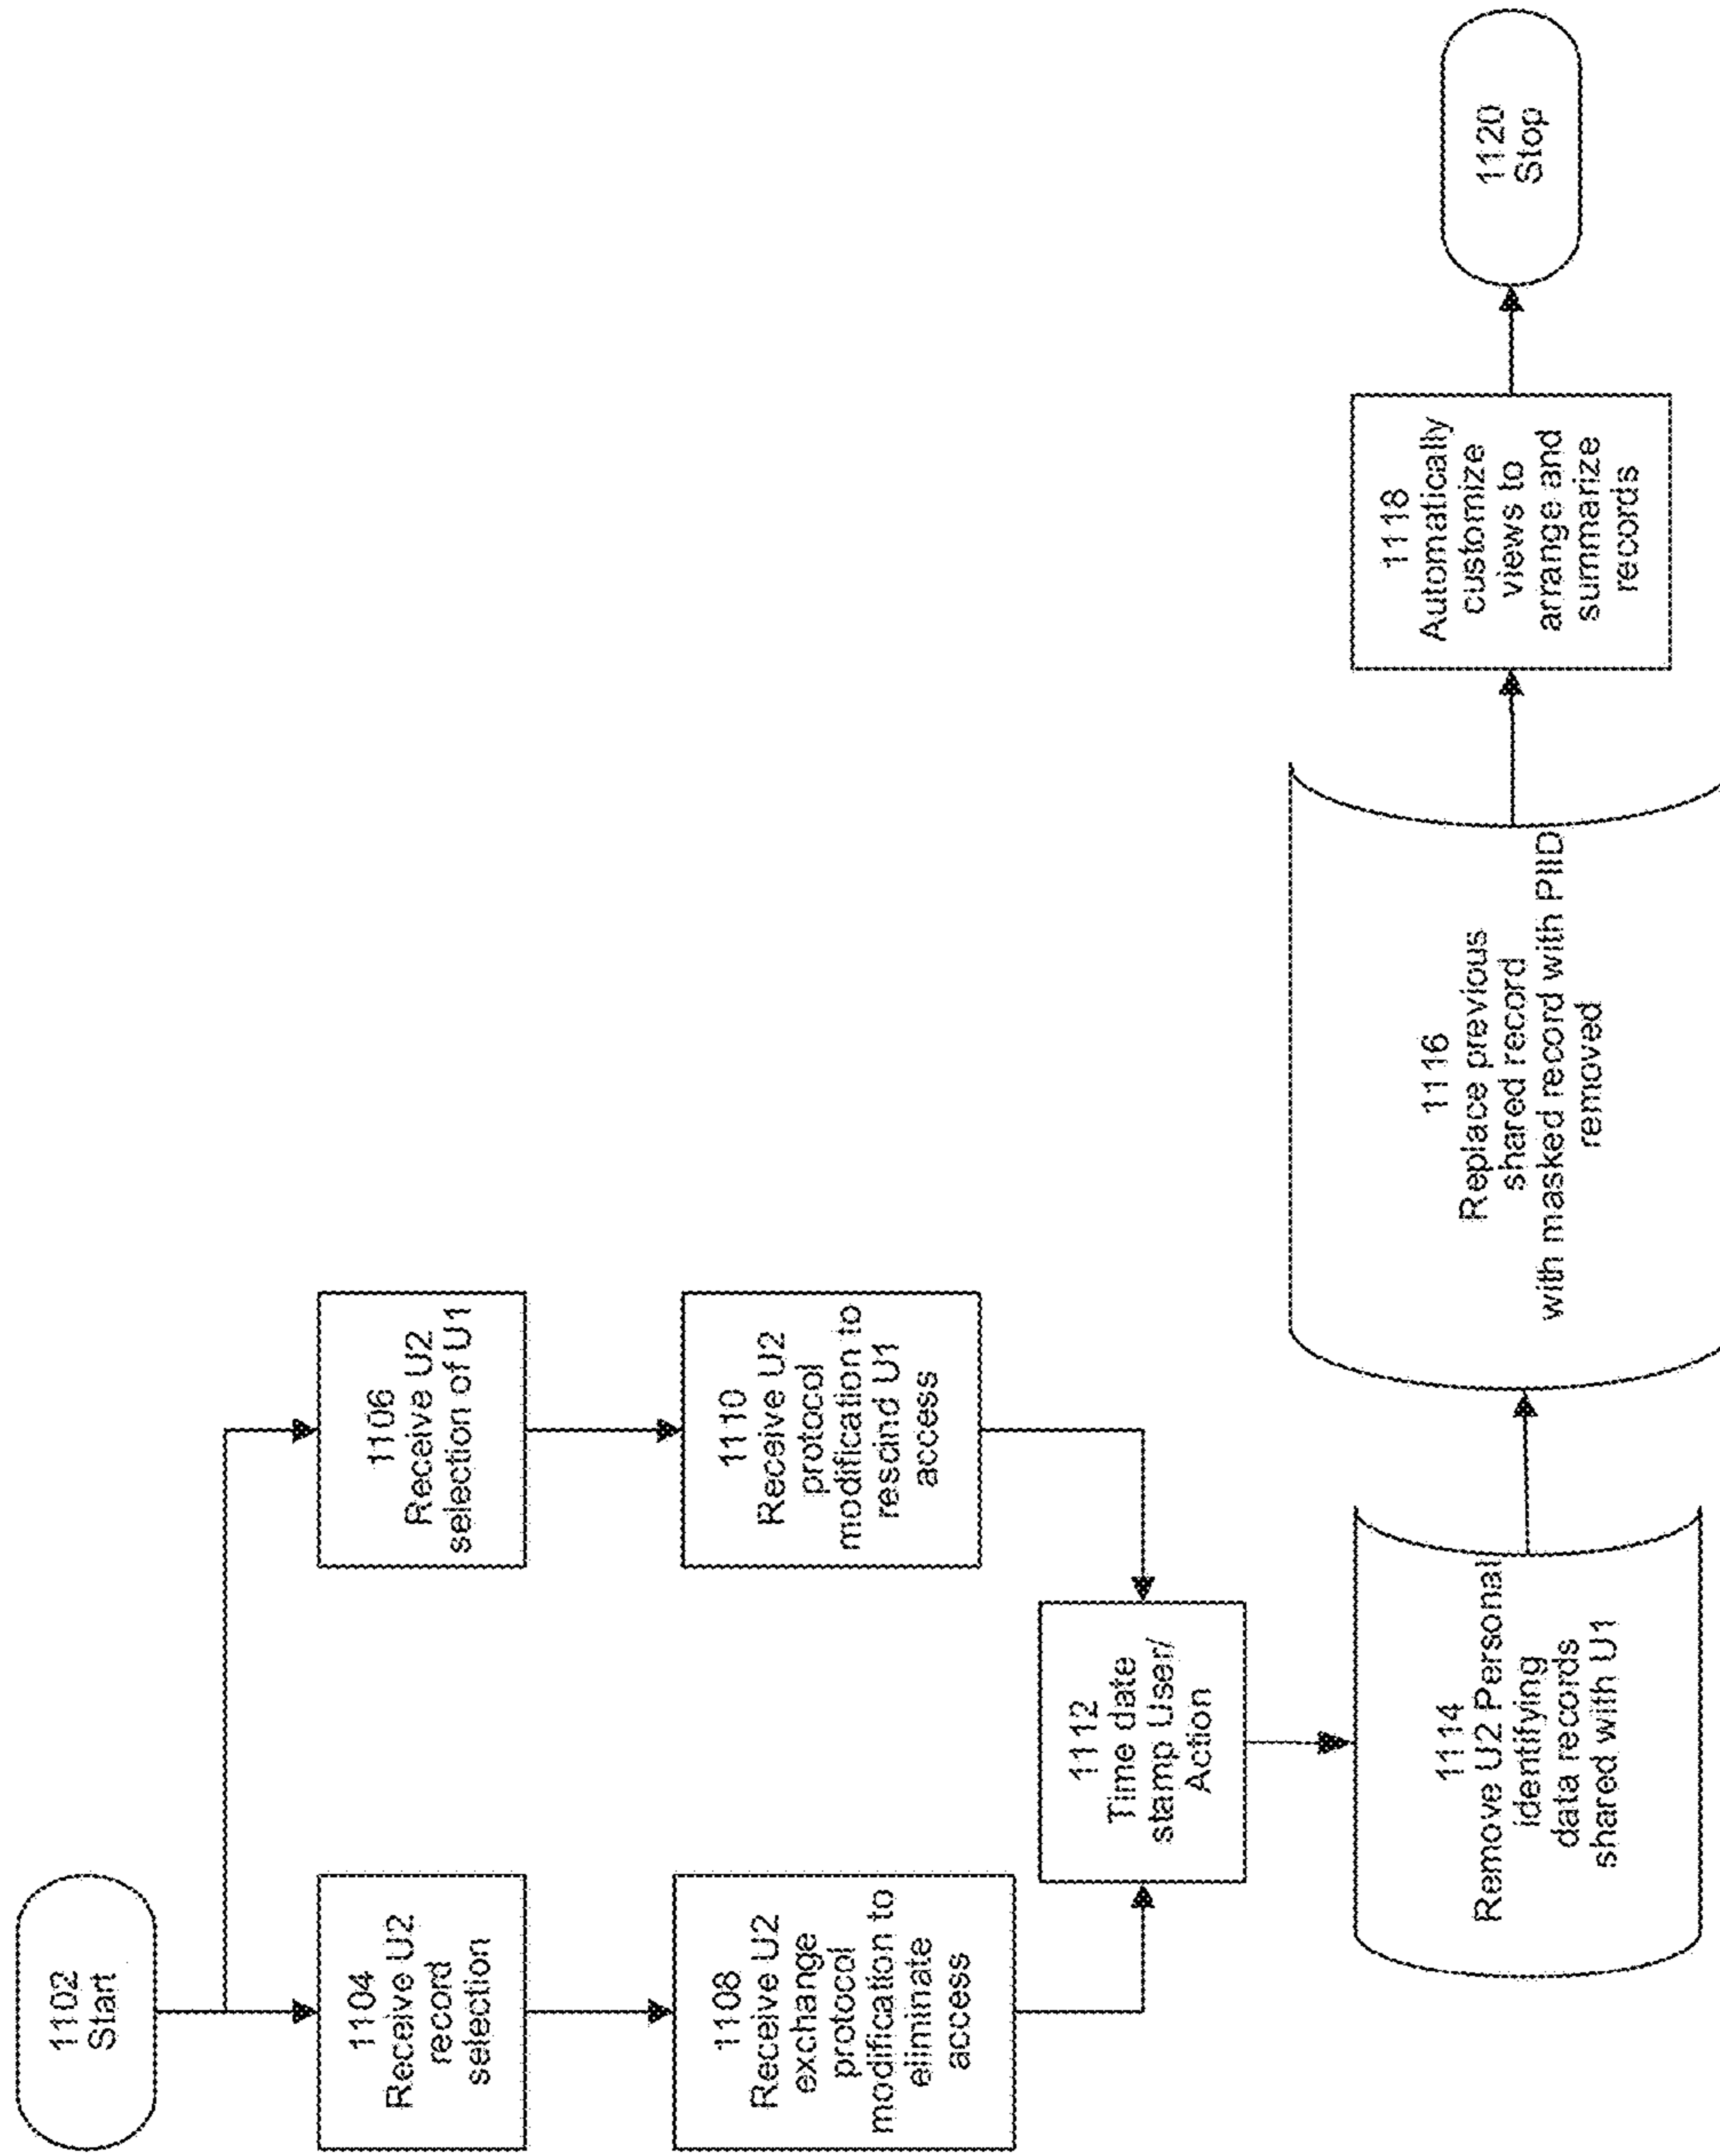 1102
Start
1104
Receive U2
record
selection
1106
Receive U2
selection of U1
1108
Receive U2
exchange
protocol
modification to
eliminate
access
1110
Receive U2
protocol
modification to
rescind U1
access
1112
Time date
stamp User/
Action
1114
Remove U2 Personal
identifying
data records
shared with U1
1116
Replace previous
shared record
with masked record with PIID
removed
1118
Automatically
customize
views to
arrange and
summarize
records
1120
Stop